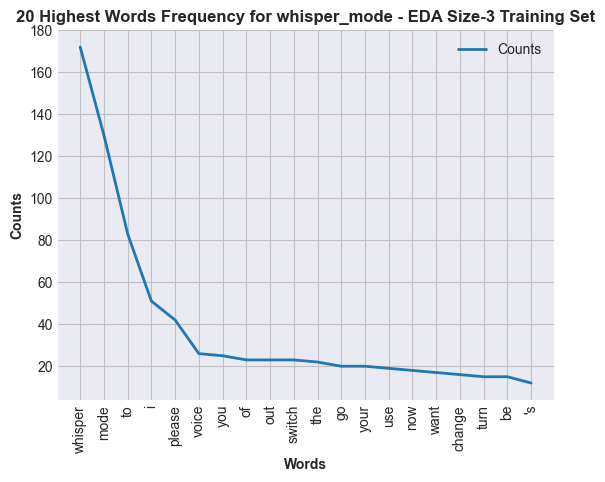 20 Highest Words Frequency for whisper_mode - EDA Size-3 Training Set
Counts
180
160
140
120
100
80
60
40
20
Counts
whisper
mode
to
i
please
voice
you
of
out
switch
the
go
your
use
now
want
change
turn
be
's
Words